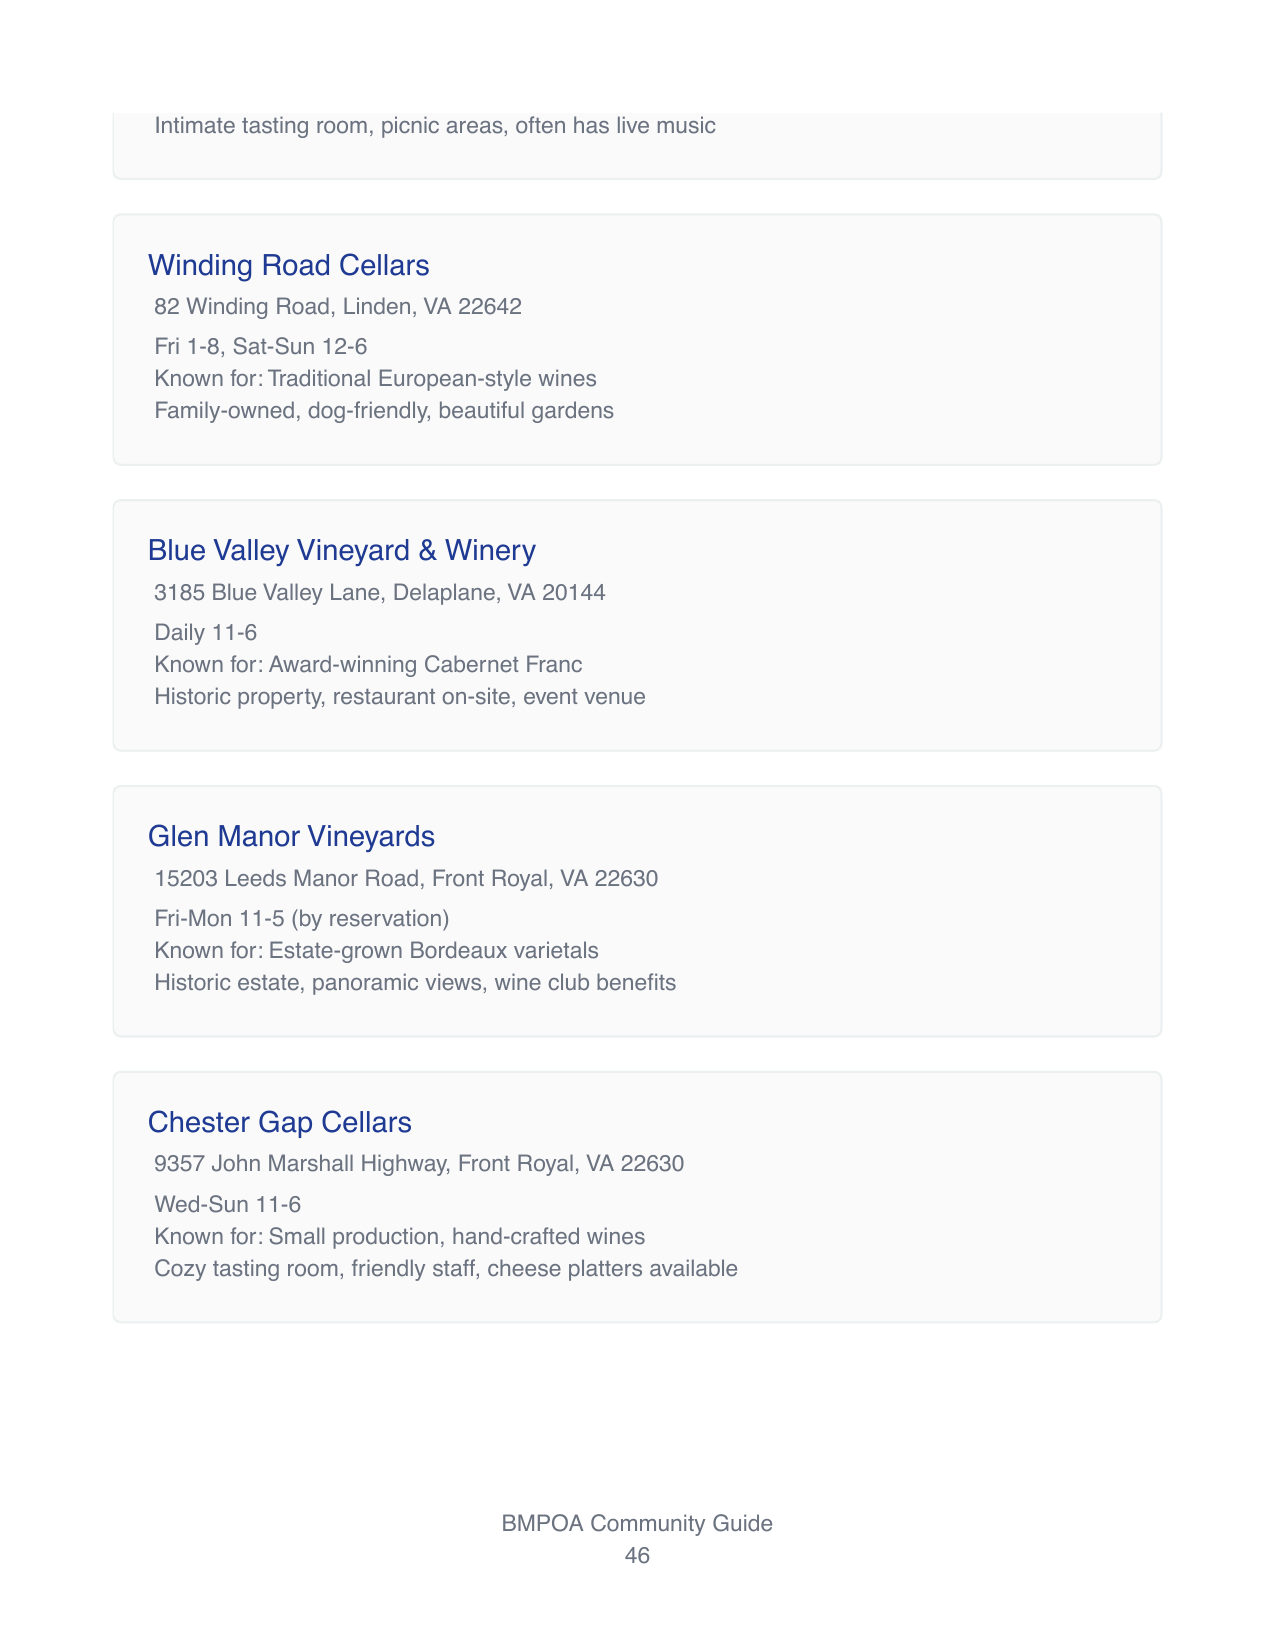 Intimate tasting room, picnic areas, often has live music
Winding Road Cellars
82 Winding Road, Linden, VA 22642
Fri 1-8, Sat-Sun 12-6
Known for: Traditional European-style wines
Family-owned, dog-friendly, beautiful gardens
Blue Valley Vineyard & Winery
3185 Blue Valley Lane, Delaplane, VA 20144
Daily 11-6
Known for: Award-winning Cabernet Franc
Historic property, restaurant on-site, event venue
Glen Manor Vineyards
15203 Leeds Manor Road, Front Royal, VA 22630
Fri-Mon 11-5 (by reservation)
Known for: Estate-grown Bordeaux varietals
Historic estate, panoramic views, wine club benefits
Chester Gap Cellars
9357 John Marshall Highway, Front Royal, VA 22630
Wed-Sun 11-6
Known for: Small production, hand-crafted wines
Cozy tasting room, friendly staff, cheese platters available
BMPOA Community Guide
46